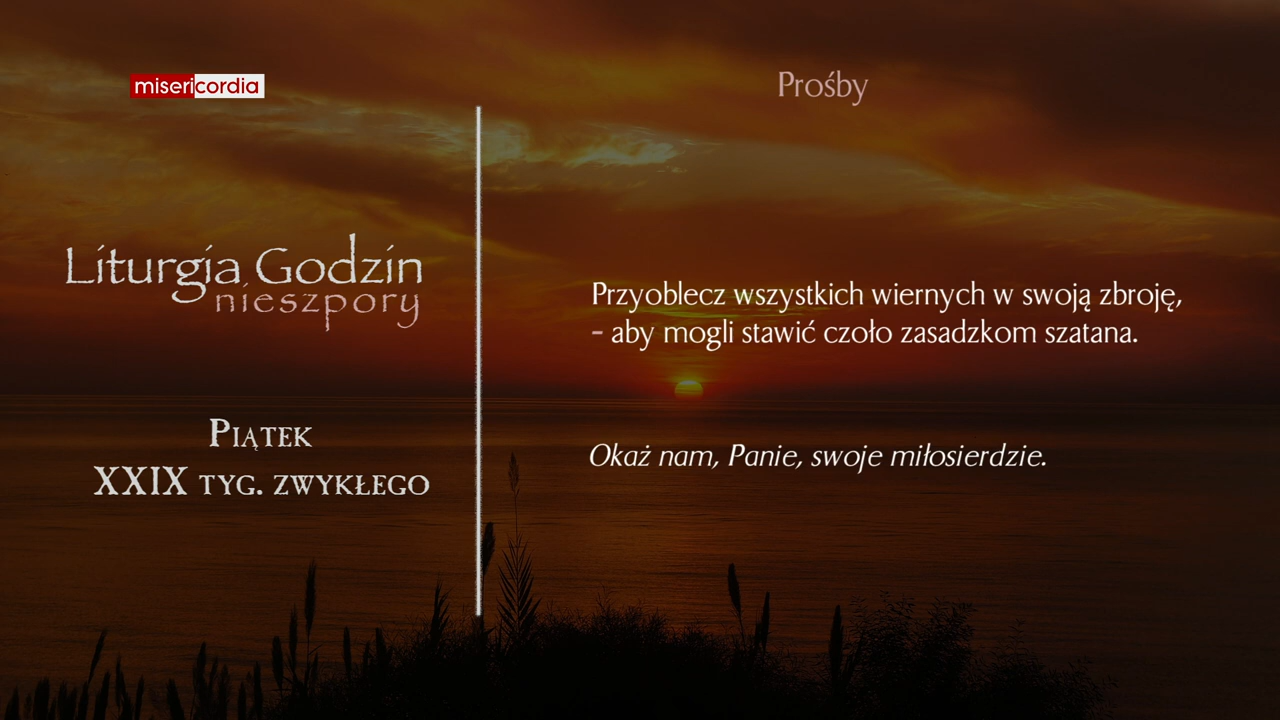 misericordia
Prośby
Liturgia Godzin
nieszpory
Przyoblecz wszystkich wiernych w swoją zbroję,
- aby mogli stawić czoło zasadzkom szatana.
Piątek
XXIX tyg. zwykłego
Okaż nam, Panie, swoje miłosierdzie.